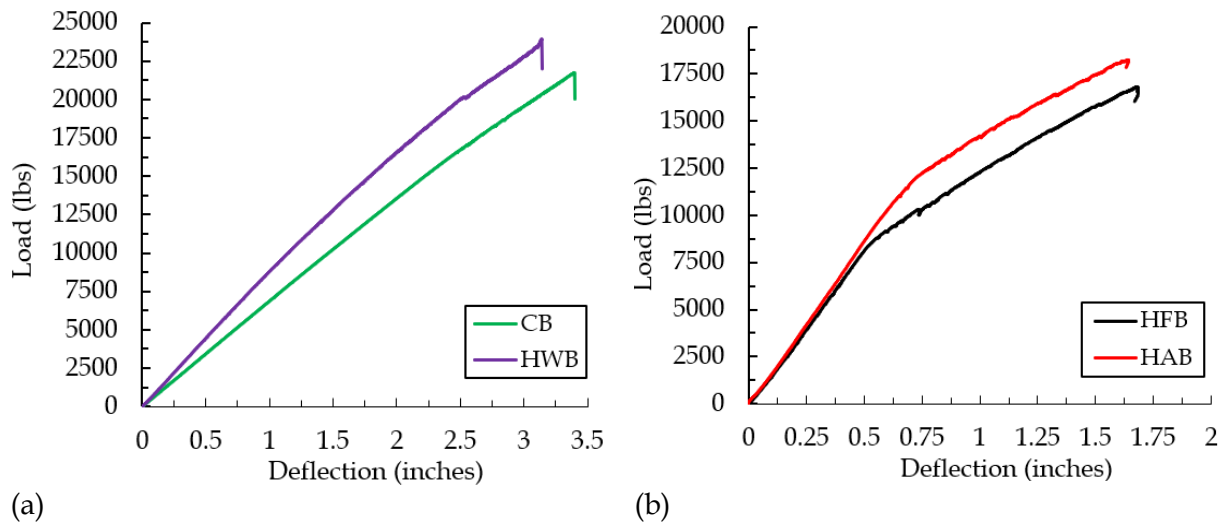 25000
22500
20000
17500
15000
12500
10000
7500
5000
2500
0
Load (lbs)
0 0.5 1 1.5 2 2.5 3 3.5
Deflection (inches)
CB
HWB
(a)
20000
17500
15000
12500
10000
7500
5000
2500
0
Load (lbs)
0 0.25 0.5 0.75 1 1.25 1.5 1.75 2
Deflection (inches)
HFB
HAB
(b)